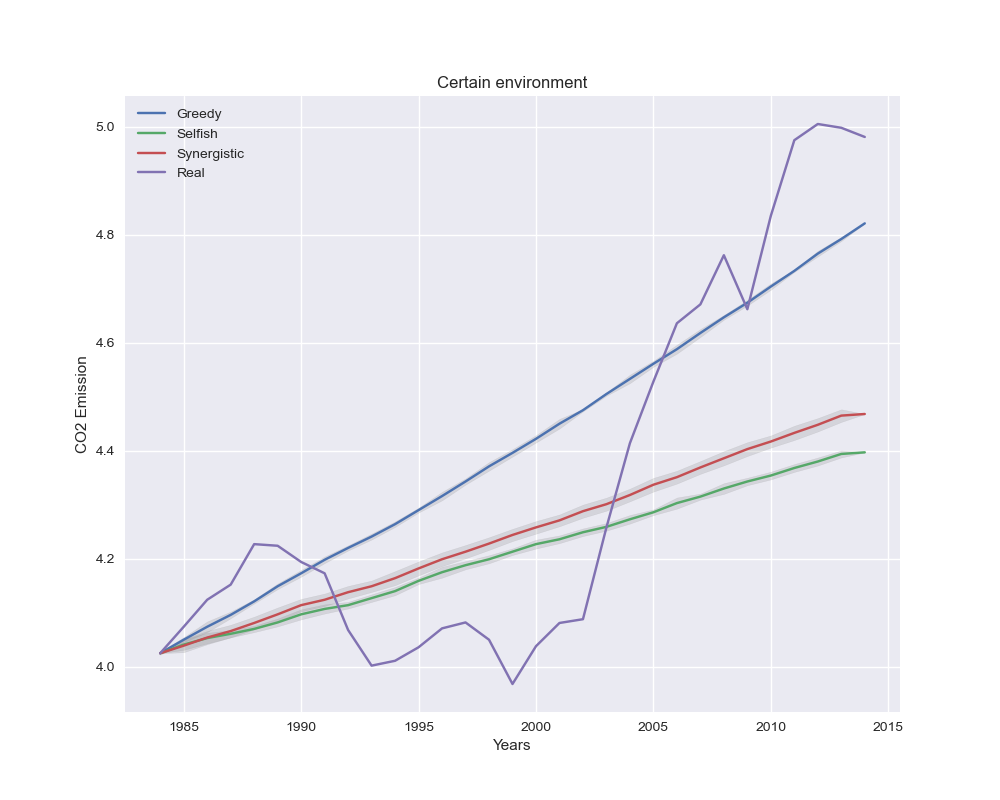 Certain environment
Greedy
Selfish
Synergistic
Real
5.0
4.8
4.6
4.4
4.2
4.0
CO2 Emission
1985 1990 1995 2000 2005 2010 2015
Years